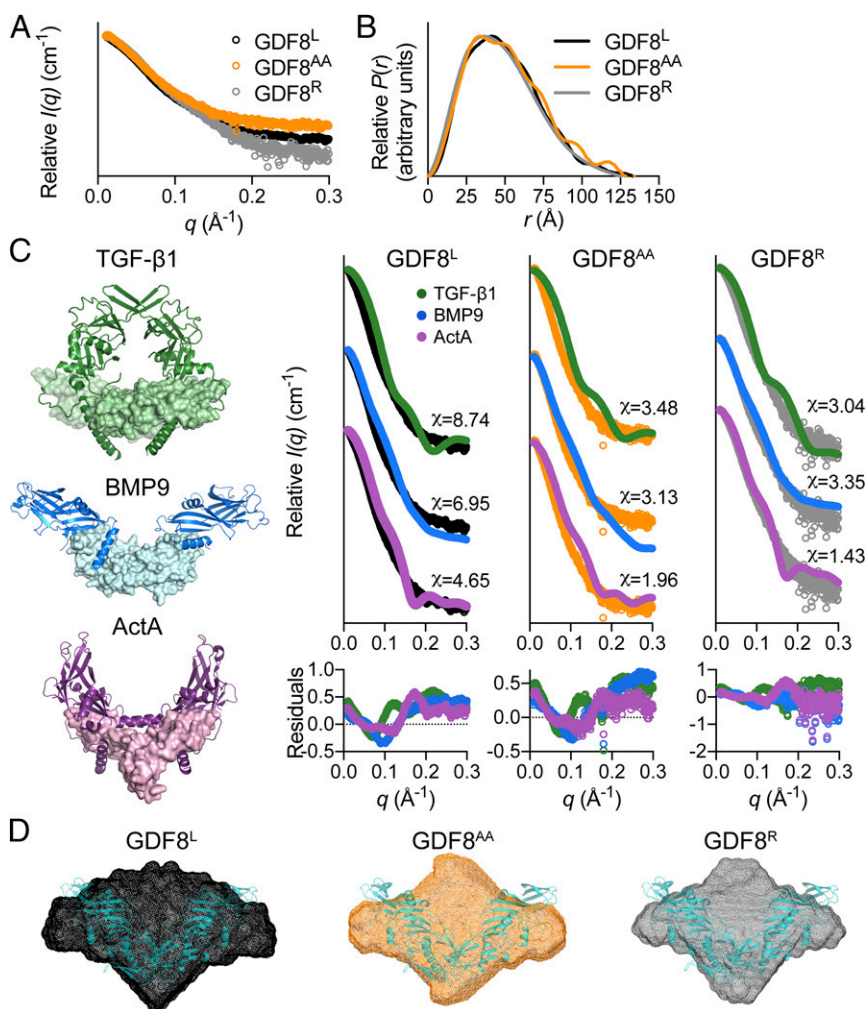 A
Relative I(q) (cm⁻¹)
GDF8ᴸ
GDF8ᴬᴬ
GDF8ᴿ
0.0 0.1 0.2 0.3
q (Å⁻¹)
B
Relative P(r)
(arbitrary units)
GDF8ᴸ
GDF8ᴬᴬ
GDF8ᴿ
0 25 50 75 100 125 150
r (Å)
C
TGF-β1
BMP9
ActA
Relative I(q) (cm⁻¹)
GDF8ᴸ
TGF-β1
BMP9
ActA
χ=8.74
χ=6.95
χ=4.65
0.0 0.1 0.2 0.3
GDF8ᴬᴬ
χ=3.48
χ=3.13
χ=1.96
0.0 0.1 0.2 0.3
GDF8ᴿ
χ=3.04
χ=3.35
χ=1.43
0.0 0.1 0.2 0.3
Residuals
1.0
0.5
0.0
-0.5
0.0 0.1 0.2 0.3
q (Å⁻¹)
0.5
0.0
-0.5
0.0 0.1 0.2 0.3
q (Å⁻¹)
1
0
-1
-2
0.0 0.1 0.2 0.3
q (Å⁻¹)
D
GDF8ᴸ
GDF8ᴬᴬ
GDF8ᴿ